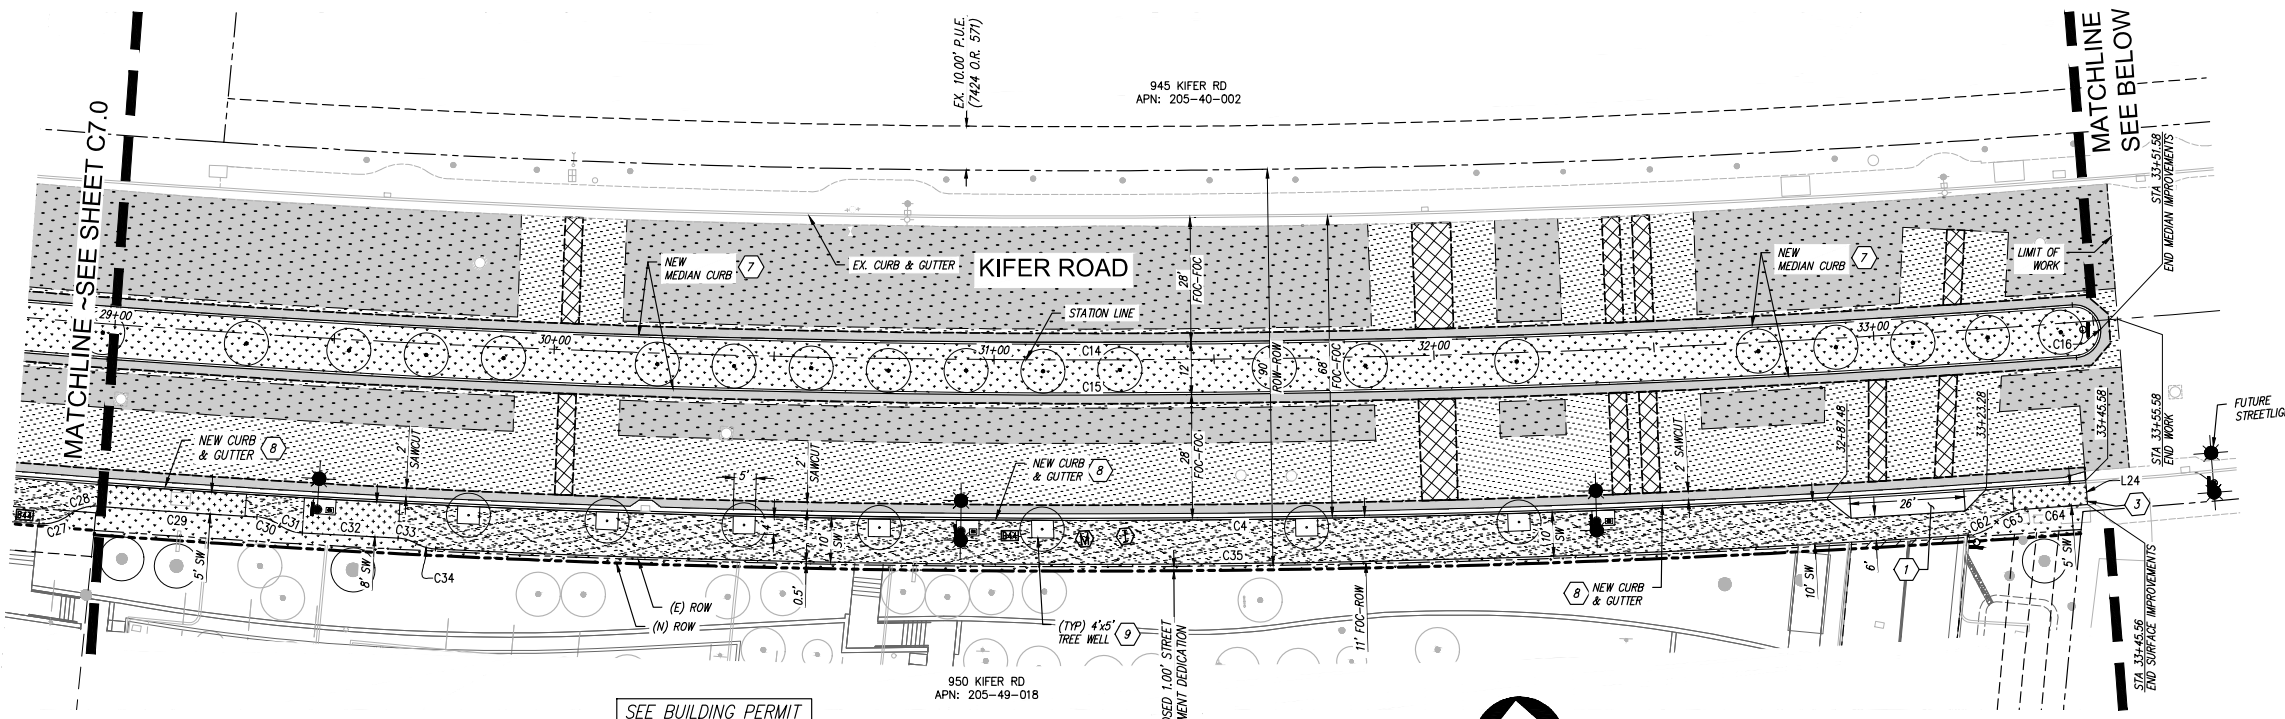 MATCHLINE ~SEE SHEET C7.0
EX. 10.00' P.U.E.
(7424 O.R. 571)
945 KIFER RD
APN: 205-40-002
MATCHLINE
SEE BELOW
STA 33+51.58
END MEDIAN IMPROVEMENTS
NEW
MEDIAN CURB
7
EX. CURB & GUTTER
KIFER ROAD
28'
FOC-FOC
NEW
MEDIAN CURB
7
LIMIT OF
WORK
STATION LINE
29+00
30+00
31+00
32+00
33+00
C14
C15
C16
12'
90'
ROW-ROW
68'
FOC-FOC
28'
FOC-FOC
NEW CURB
& GUTTER
8
2'
SAWCUT
2'
SAWCUT
5'
NEW CURB
& GUTTER
8
2' SAWCUT
32+87.48
33+23.28
33+45.58
STA 33+55.58
END WORK
FUTURE
L24
3
26'
C27
C28
C29
C30
C31
C32
C33
C34
C4
C35
C62
C63
C64
5' SW
8' SW
0.5'
10'
SW
10'
SW
10' SW
6'
1
5' SW
(E) ROW
(N) ROW
(TYP) 4'x5'
TREE WELL
9
11' FOC-ROW
8
NEW CURB
& GUTTER
1.00' STREET
DEDICATION
STA 33+45.56
END SURFACE IMPROVEMENTS
950 KIFER RD
APN: 205-49-018
SEE BUILDING PERMIT